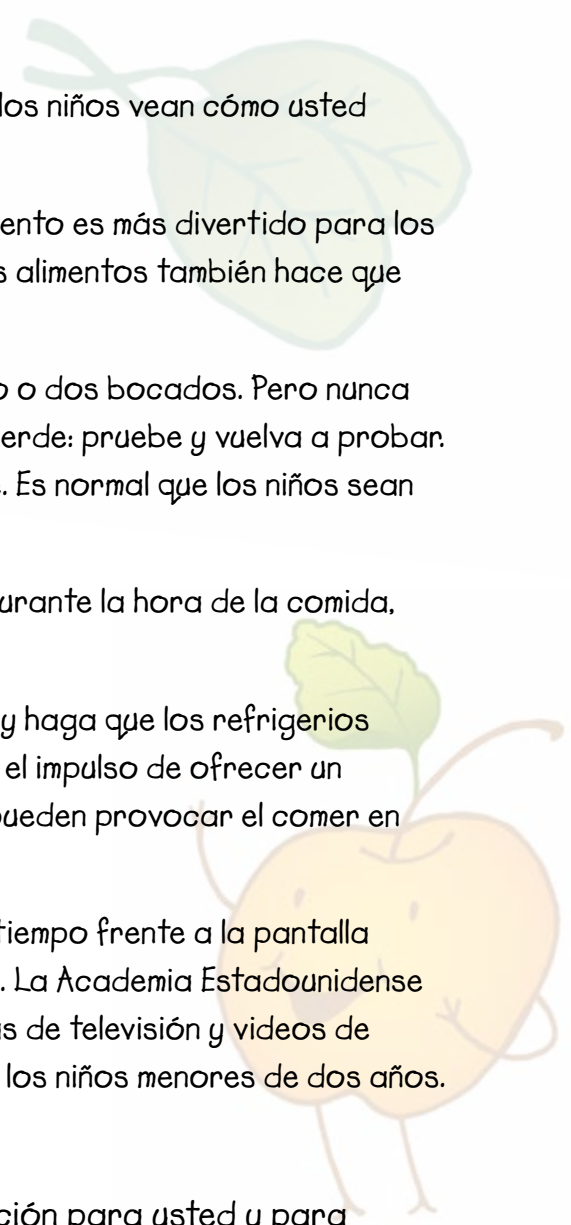 los niños vean cómo usted
ento es más divertido para los
s alimentos también hace que
o o dos bocados. Pero nunca
erde: pruebe y vuelva a probar.
. Es normal que los niños sean
urante la hora de la comida,
y haga que los refrigerios
el impulso de ofrecer un
pueden provocar el comer en
tiempo frente a la pantalla
. La Academia Estadounidense
as de televisión y videos de
los niños menores de dos años.
ción para usted y para